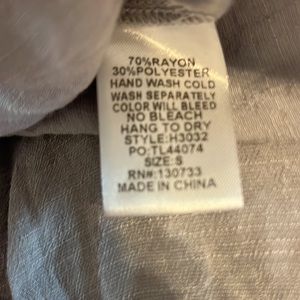 70%RAYON
30%POLYESTER
HAND WASH COLD
WASH SEPARATELY
COLOR WILL BLEED
NO BLEACH
HANG TO DRY
STYLE:H3032
PO:TL44074
SIZE:S
RN#:130733
MADE IN CHINA